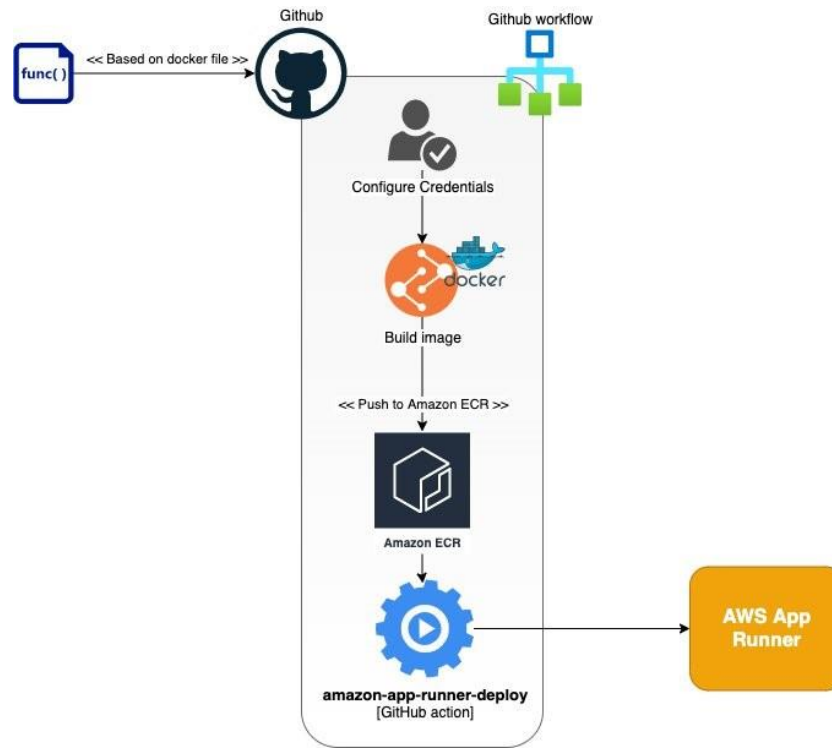 Github
Github workflow
func( )
<< Based on docker file >>
Configure Credentials
docker
Build image
<< Push to Amazon ECR >>
Amazon ECR
AWS App
Runner
amazon-app-runner-deploy
[GitHub action]